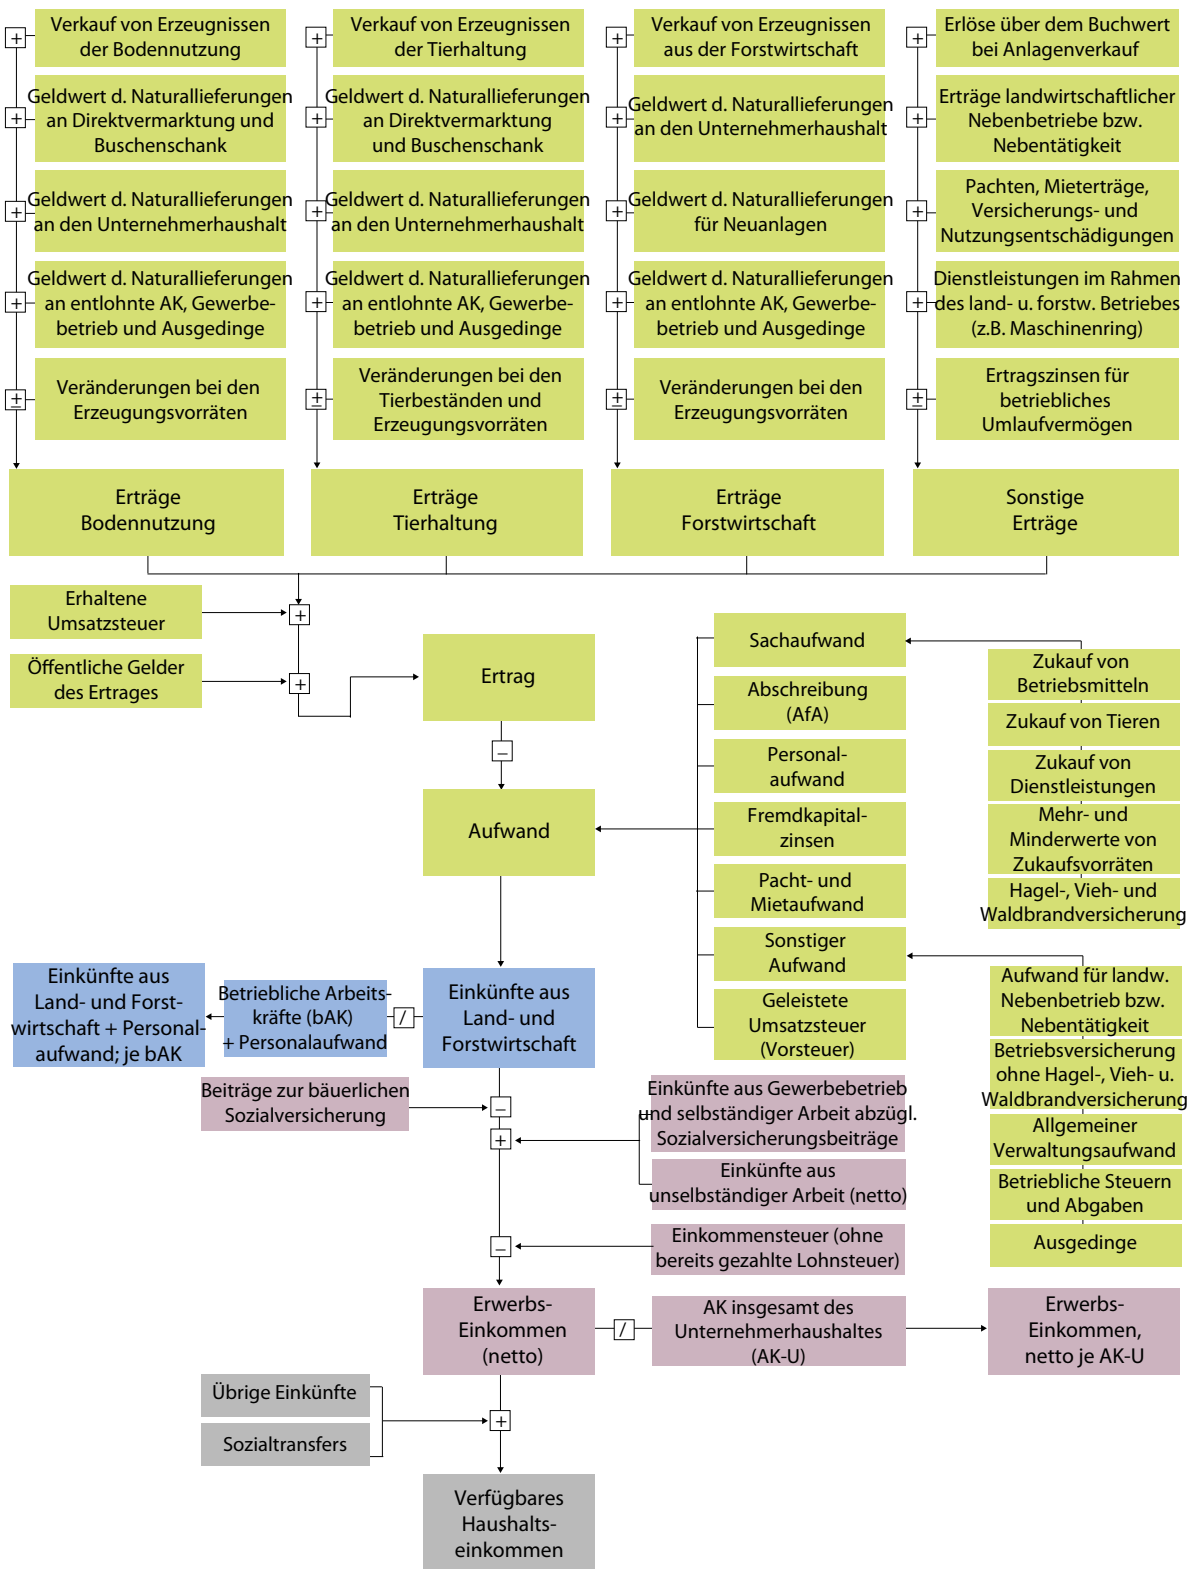 +
Verkauf von Erzeugnissen
der Bodennutzung
+
Geldwert d. Naturallieferungen
an Direktvermarktung und
Buschenschank
+
Geldwert d. Naturallieferungen
an den Unternehmerhaushalt
+
Geldwert d. Naturallieferungen
an entlohnte AK, Gewerbe-
betrieb und Ausgedinge
±
Veränderungen bei den
Erzeugungsvorräten
Erträge
Bodennutzung
+
Verkauf von Erzeugnissen
der Tierhaltung
+
Geldwert d. Naturallieferungen
an Direktvermarktung
und Buschenschank
+
Geldwert d. Naturallieferungen
an den Unternehmerhaushalt
+
Geldwert d. Naturallieferungen
an entlohnte AK, Gewerbe-
betrieb und Ausgedinge
±
Veränderungen bei den
Tierbeständen und
Erzeugungsvorräten
Erträge
Tierhaltung
+
Verkauf von Erzeugnissen
aus der Forstwirtschaft
+
Geldwert d. Naturallieferungen
an den Unternehmerhaushalt
+
Geldwert d. Naturallieferungen
für Neuanlagen
+
Geldwert d. Naturallieferungen
an entlohnte AK, Gewerbe-
betrieb und Ausgedinge
±
Veränderungen bei den
Erzeugungsvorräten
Erträge
Forstwirtschaft
+
Erlöse über dem Buchwert
bei Anlagenverkauf
+
Erträge landwirtschaftlicher
Nebenbetriebe bzw.
Nebentätigkeit
+
Pachten, Mieterträge,
Versicherungs- und
Nutzungsentschädigungen
+
Dienstleistungen im Rahmen
des land- u. forstw. Betriebes
(z.B. Maschinenring)
±
Ertragszinsen für
betriebliches
Umlaufvermögen
Sonstige
Erträge
Erhaltene
Umsatzsteuer
+
Öffentliche Gelder
des Ertrages
+
Ertrag
–
Aufwand
Sachaufwand
Abschreibung
(AfA)
Personal-
aufwand
Fremdkapital-
zinsen
Pacht- und
Mietaufwand
Sonstiger
Aufwand
Geleistete
Umsatzsteuer
(Vorsteuer)
Zukauf von
Betriebsmitteln
Zukauf von Tieren
Zukauf von
Dienstleistungen
Mehr- und
Minderwerte von
Zukaufsvorräten
Hagel-, Vieh- und
Waldbrandversicherung
Aufwand für landw.
Nebenbetrieb bzw.
Nebentätigkeit
Betriebsversicherung
ohne Hagel-, Vieh- u.
Waldbrandversicherung
Allgemeiner
Verwaltungsaufwand
Betriebliche Steuern
und Abgaben
Ausgedinge
Einkünfte aus
Land- und Forst-
wirtschaft + Personal-
aufwand; je bAK
Betriebliche Arbeits-
kräfte (bAK)
+ Personalaufwand
/
Einkünfte aus
Land- und
Forstwirtschaft
Beiträge zur bäuerlichen
Sozialversicherung
–
+
Einkünfte aus Gewerbebetrieb
und selbständiger Arbeit abzügl.
Sozialversicherungsbeiträge
Einkünfte aus
unselbständiger Arbeit (netto)
–
Einkommensteuer (ohne
bereits gezahlte Lohnsteuer)
Erwerbs-
Einkommen
(netto)
/
AK insgesamt des
Unternehmerhaushaltes
(AK-U)
Erwerbs-
Einkommen,
netto je AK-U
Übrige Einkünfte
Sozialtransfers
+
Verfügbares
Haushalts-
einkommen